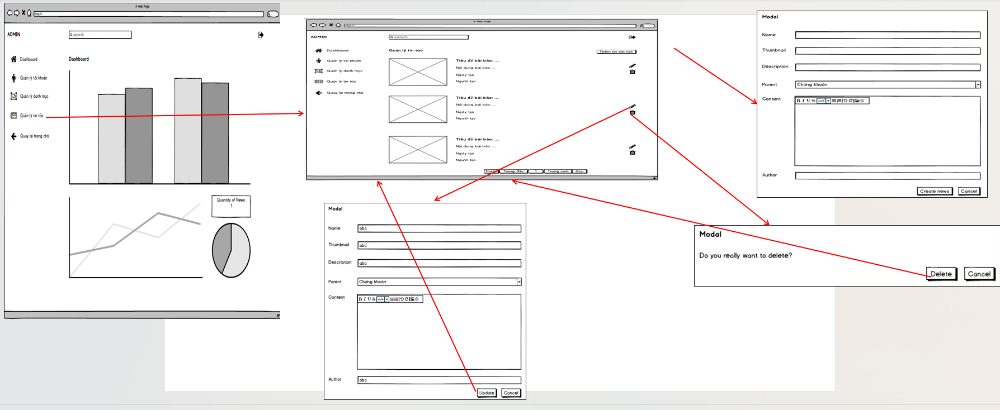 A Web Page
http://
ADMIN
search
Dashboard
Quản lý tài khoản
Quản lý danh mục
Quản lý tin tức
Quay lại trang chủ
Dashboard
Quantity of News:
1
A Web Page
http://
ADMIN
search
Dashboard
Quản lý tài khoản
Quản lý danh mục
Quản lý tin tức
Quay lại trang chủ
Quản lý tin tức
Thêm tin tức mới
Tiêu đề bài báo: ....
Nội dung bài báo: ...
Ngày tạo
Người tạo
Tiêu đề bài báo: ....
Nội dung bài báo: ...
Ngày tạo
Người tạo
Tiêu đề bài báo: ....
Nội dung bài báo: ...
Ngày tạo
Người tạo
Trước Trang đầu 1 Trang cuối Sau
Modal
Name
Thumbnail
Description
Parent Chứng khoán
Content
B I U S style
Author
Create news Cancel
Modal
Name abc
Thumbnail abc
Description abc
Parent Chứng khoán
Content
B I U S style
Author abc
Update Cancel
Modal
Do you really want to delete?
Delete Cancel